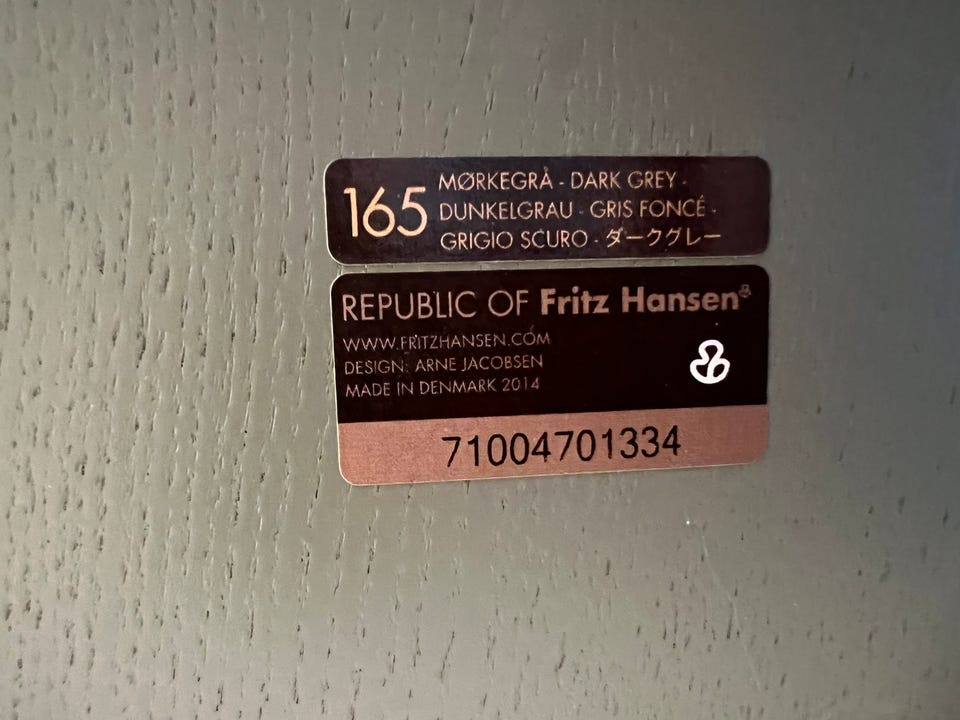 165
MØRKEGRÅ - DARK GREY -
DUNKELGRAU - GRIS FONCÉ -
GRIGIO SCURO - ダークグレー
REPUBLIC OF Fritz Hansen®
WWW.FRITZHANSEN.COM
DESIGN: ARNE JACOBSEN
MADE IN DENMARK 2014
71004701334